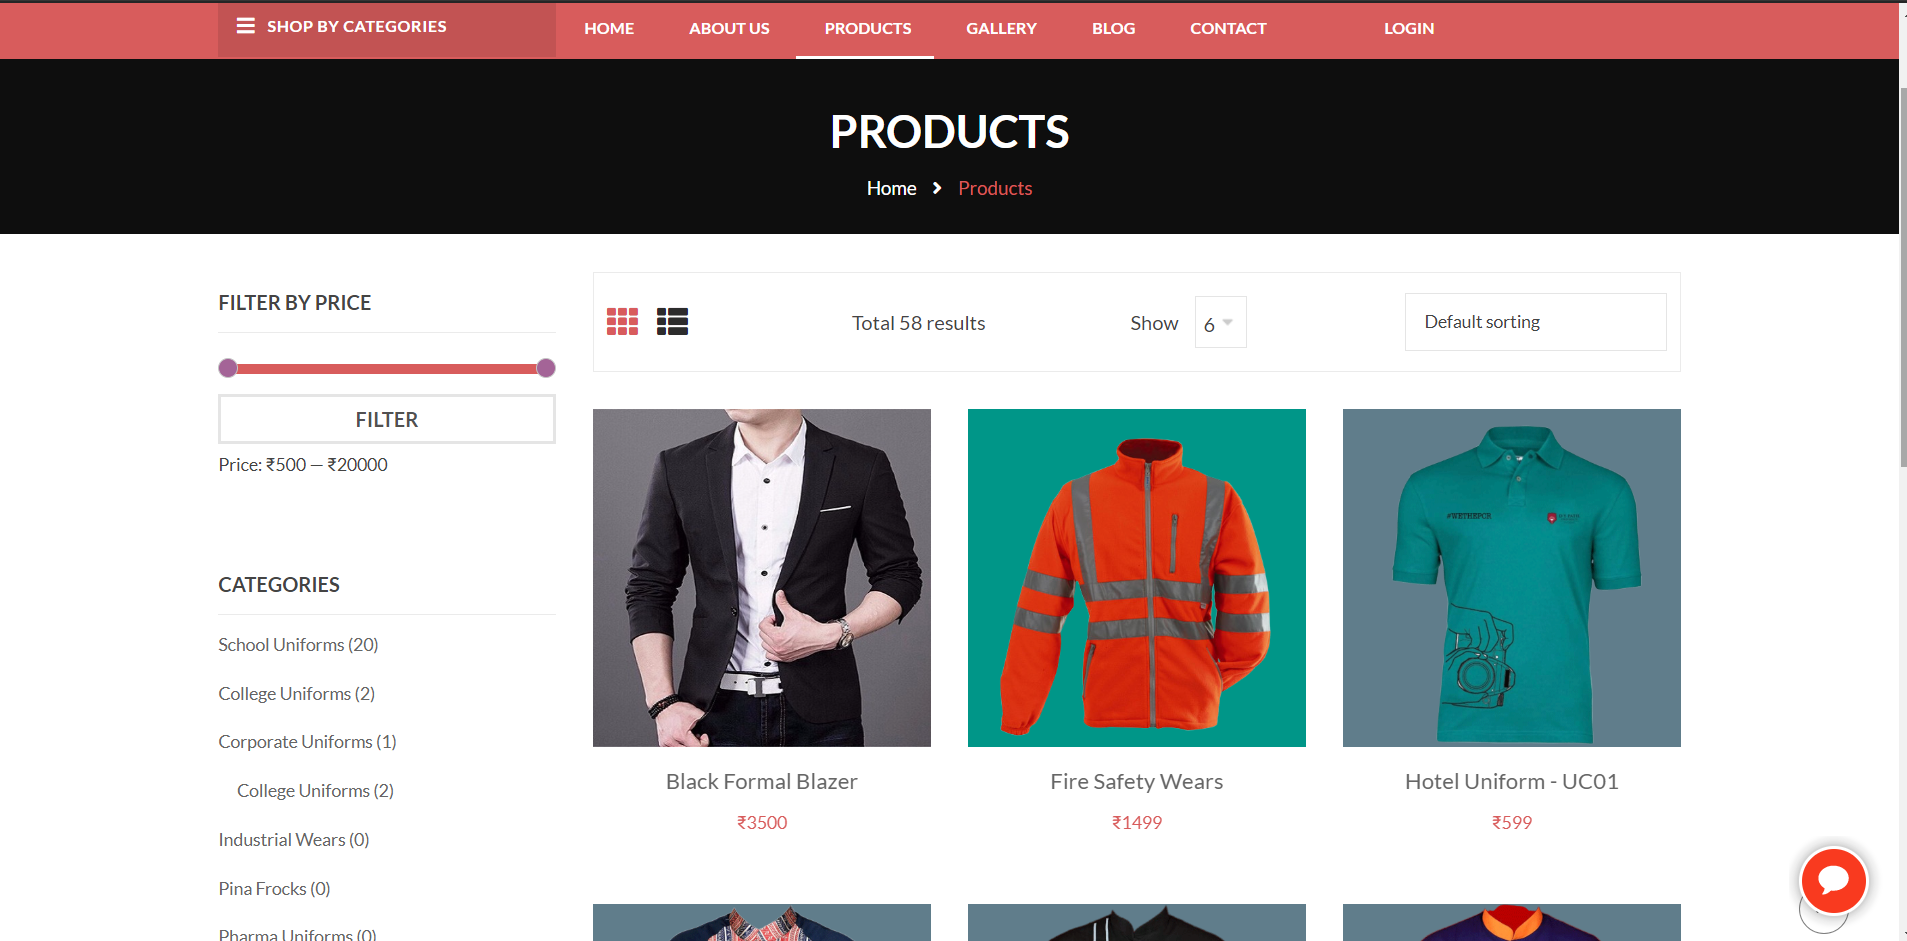 SHOP BY CATEGORIES
HOME
ABOUT US
PRODUCTS
GALLERY
BLOG
CONTACT
LOGIN
PRODUCTS
Home
Products
FILTER BY PRICE
FILTER
Price: ₹500 — ₹20000
CATEGORIES
School Uniforms (20)
College Uniforms (2)
Corporate Uniforms (1)
College Uniforms (2)
Industrial Wears (0)
Pina Frocks (0)
Pharma Uniforms (0)
Total 58 results
Show 6
Default sorting
#WETHEPCR
Black Formal Blazer
₹3500
Fire Safety Wears
₹1499
Hotel Uniform - UC01
₹599